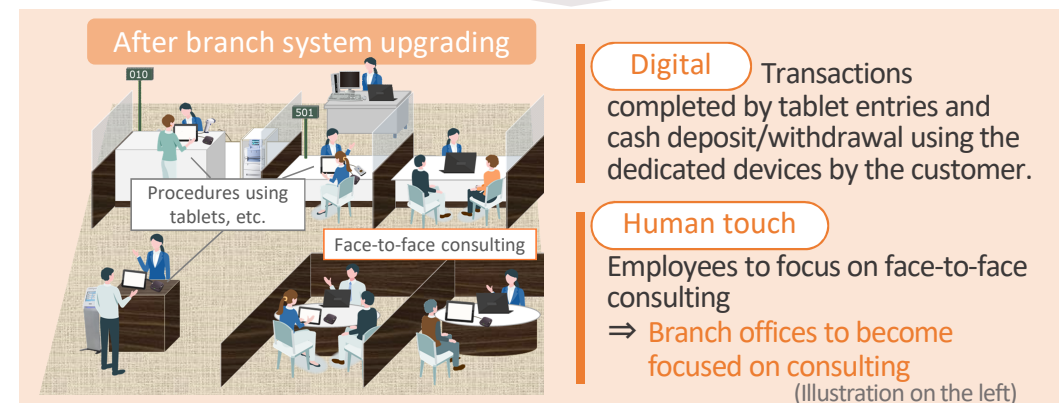 After branch system upgrading
010
S01
Procedures using
tablets, etc.
Face-to-face consulting
Digital Transactions
completed by tablet entries and
cash deposit/withdrawal using the
dedicated devices by the customer.
Human touch
Employees to focus on face-to-face
consulting
⇒ Branch offices to become
focused on consulting
(Illustration on the left)